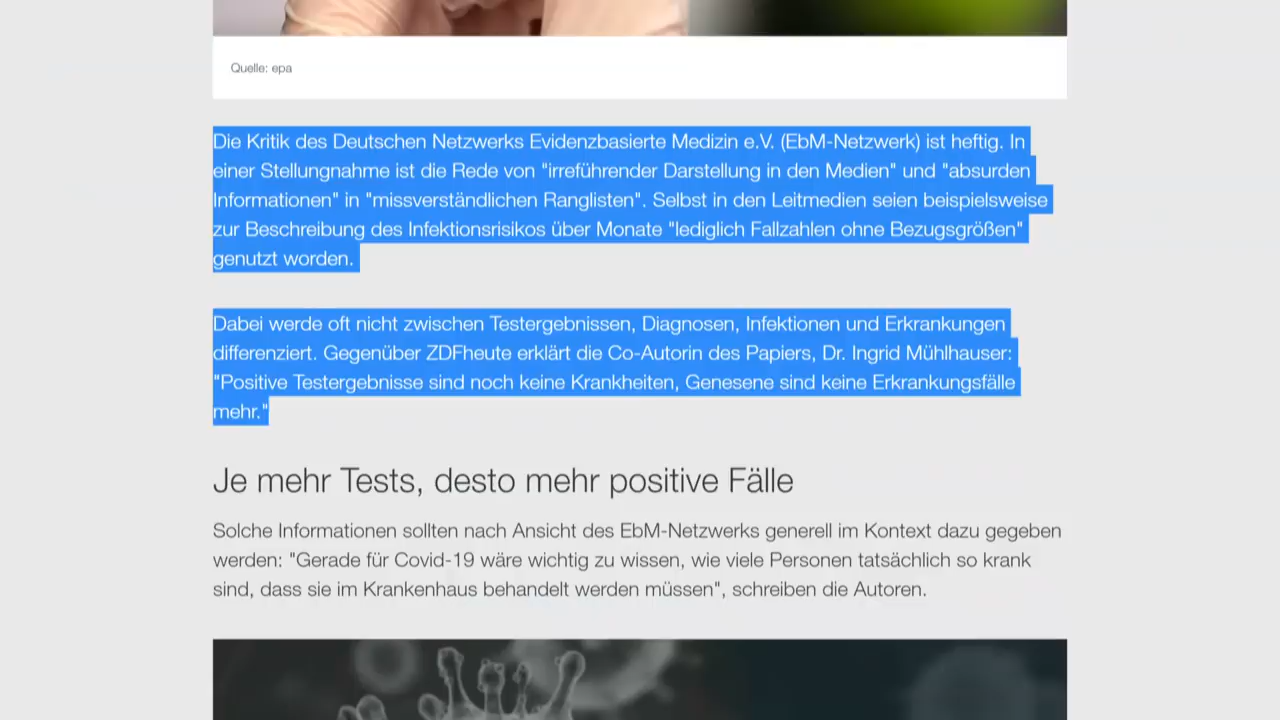 Quelle: epa
Die Kritik des Deutschen Netzwerks Evidenzbasierte Medizin e.V. (EbM-Netzwerk) ist heftig. In
einer Stellungnahme ist die Rede von "irreführender Darstellung in den Medien" und "absurden
Informationen" in "missverständlichen Ranglisten". Selbst in den Leitmedien seien beispielsweise
zur Beschreibung des Infektionsrisikos über Monate "lediglich Fallzahlen ohne Bezugsgrößen"
genutzt worden.
Dabei werde oft nicht zwischen Testergebnissen, Diagnosen, Infektionen und Erkrankungen
differenziert. Gegenüber ZDFheute erklärt die Co-Autorin des Papiers, Dr. Ingrid Mühlhauser:
"Positive Testergebnisse sind noch keine Krankheiten, Genesene sind keine Erkrankungsfälle
mehr."
Je mehr Tests, desto mehr positive Fälle
Solche Informationen sollten nach Ansicht des EbM-Netzwerks generell im Kontext dazu gegeben
werden: "Gerade für Covid-19 wäre wichtig zu wissen, wie viele Personen tatsächlich so krank
sind, dass sie im Krankenhaus behandelt werden müssen", schreiben die Autoren.